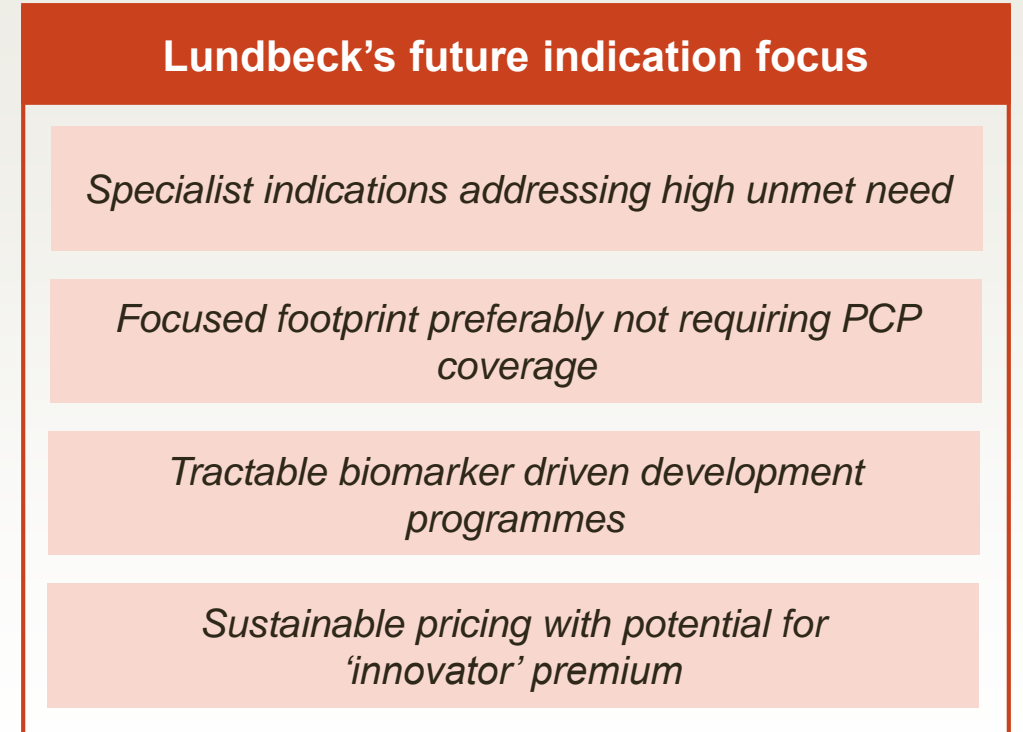 Lundbeck’s future indication focus
Specialist indications addressing high unmet need
Focused footprint preferably not requiring PCP
coverage
Tractable biomarker driven development
programmes
Sustainable pricing with potential for
‘innovator’ premium